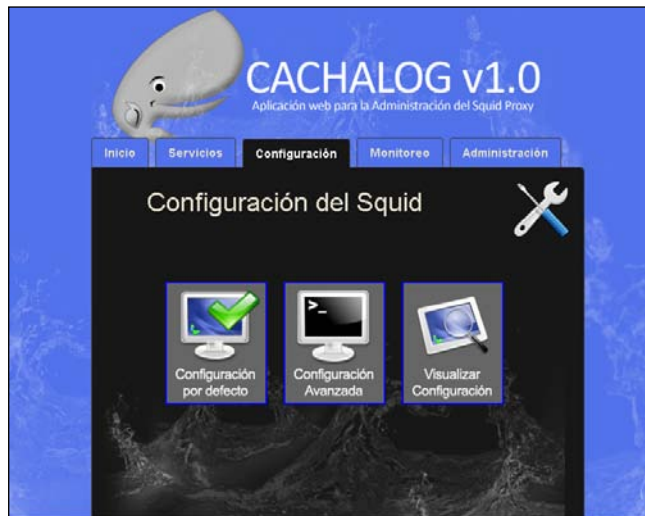 CACHALOG v1.0
Aplicación web para la Administración del Squid Proxy
Inicio Servicios Configuración Monitoreo Administración
Configuración del Squid
>_
Configuración por defecto
Configuración Avanzada
Visualizar Configuración